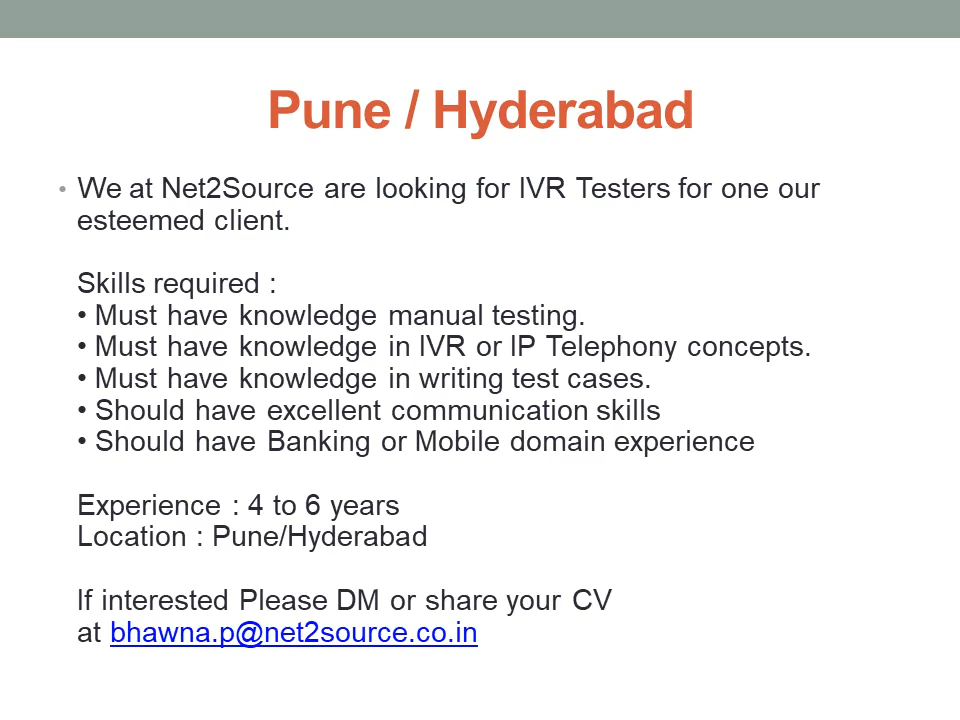 Pune / Hyderabad
• We at Net2Source are looking for IVR Testers for one our
esteemed client.
Skills required :
• Must have knowledge manual testing.
• Must have knowledge in IVR or IP Telephony concepts.
• Must have knowledge in writing test cases.
• Should have excellent communication skills
• Should have Banking or Mobile domain experience
Experience : 4 to 6 years
Location : Pune/Hyderabad
If interested Please DM or share your CV
at bhawna.p@net2source.co.in